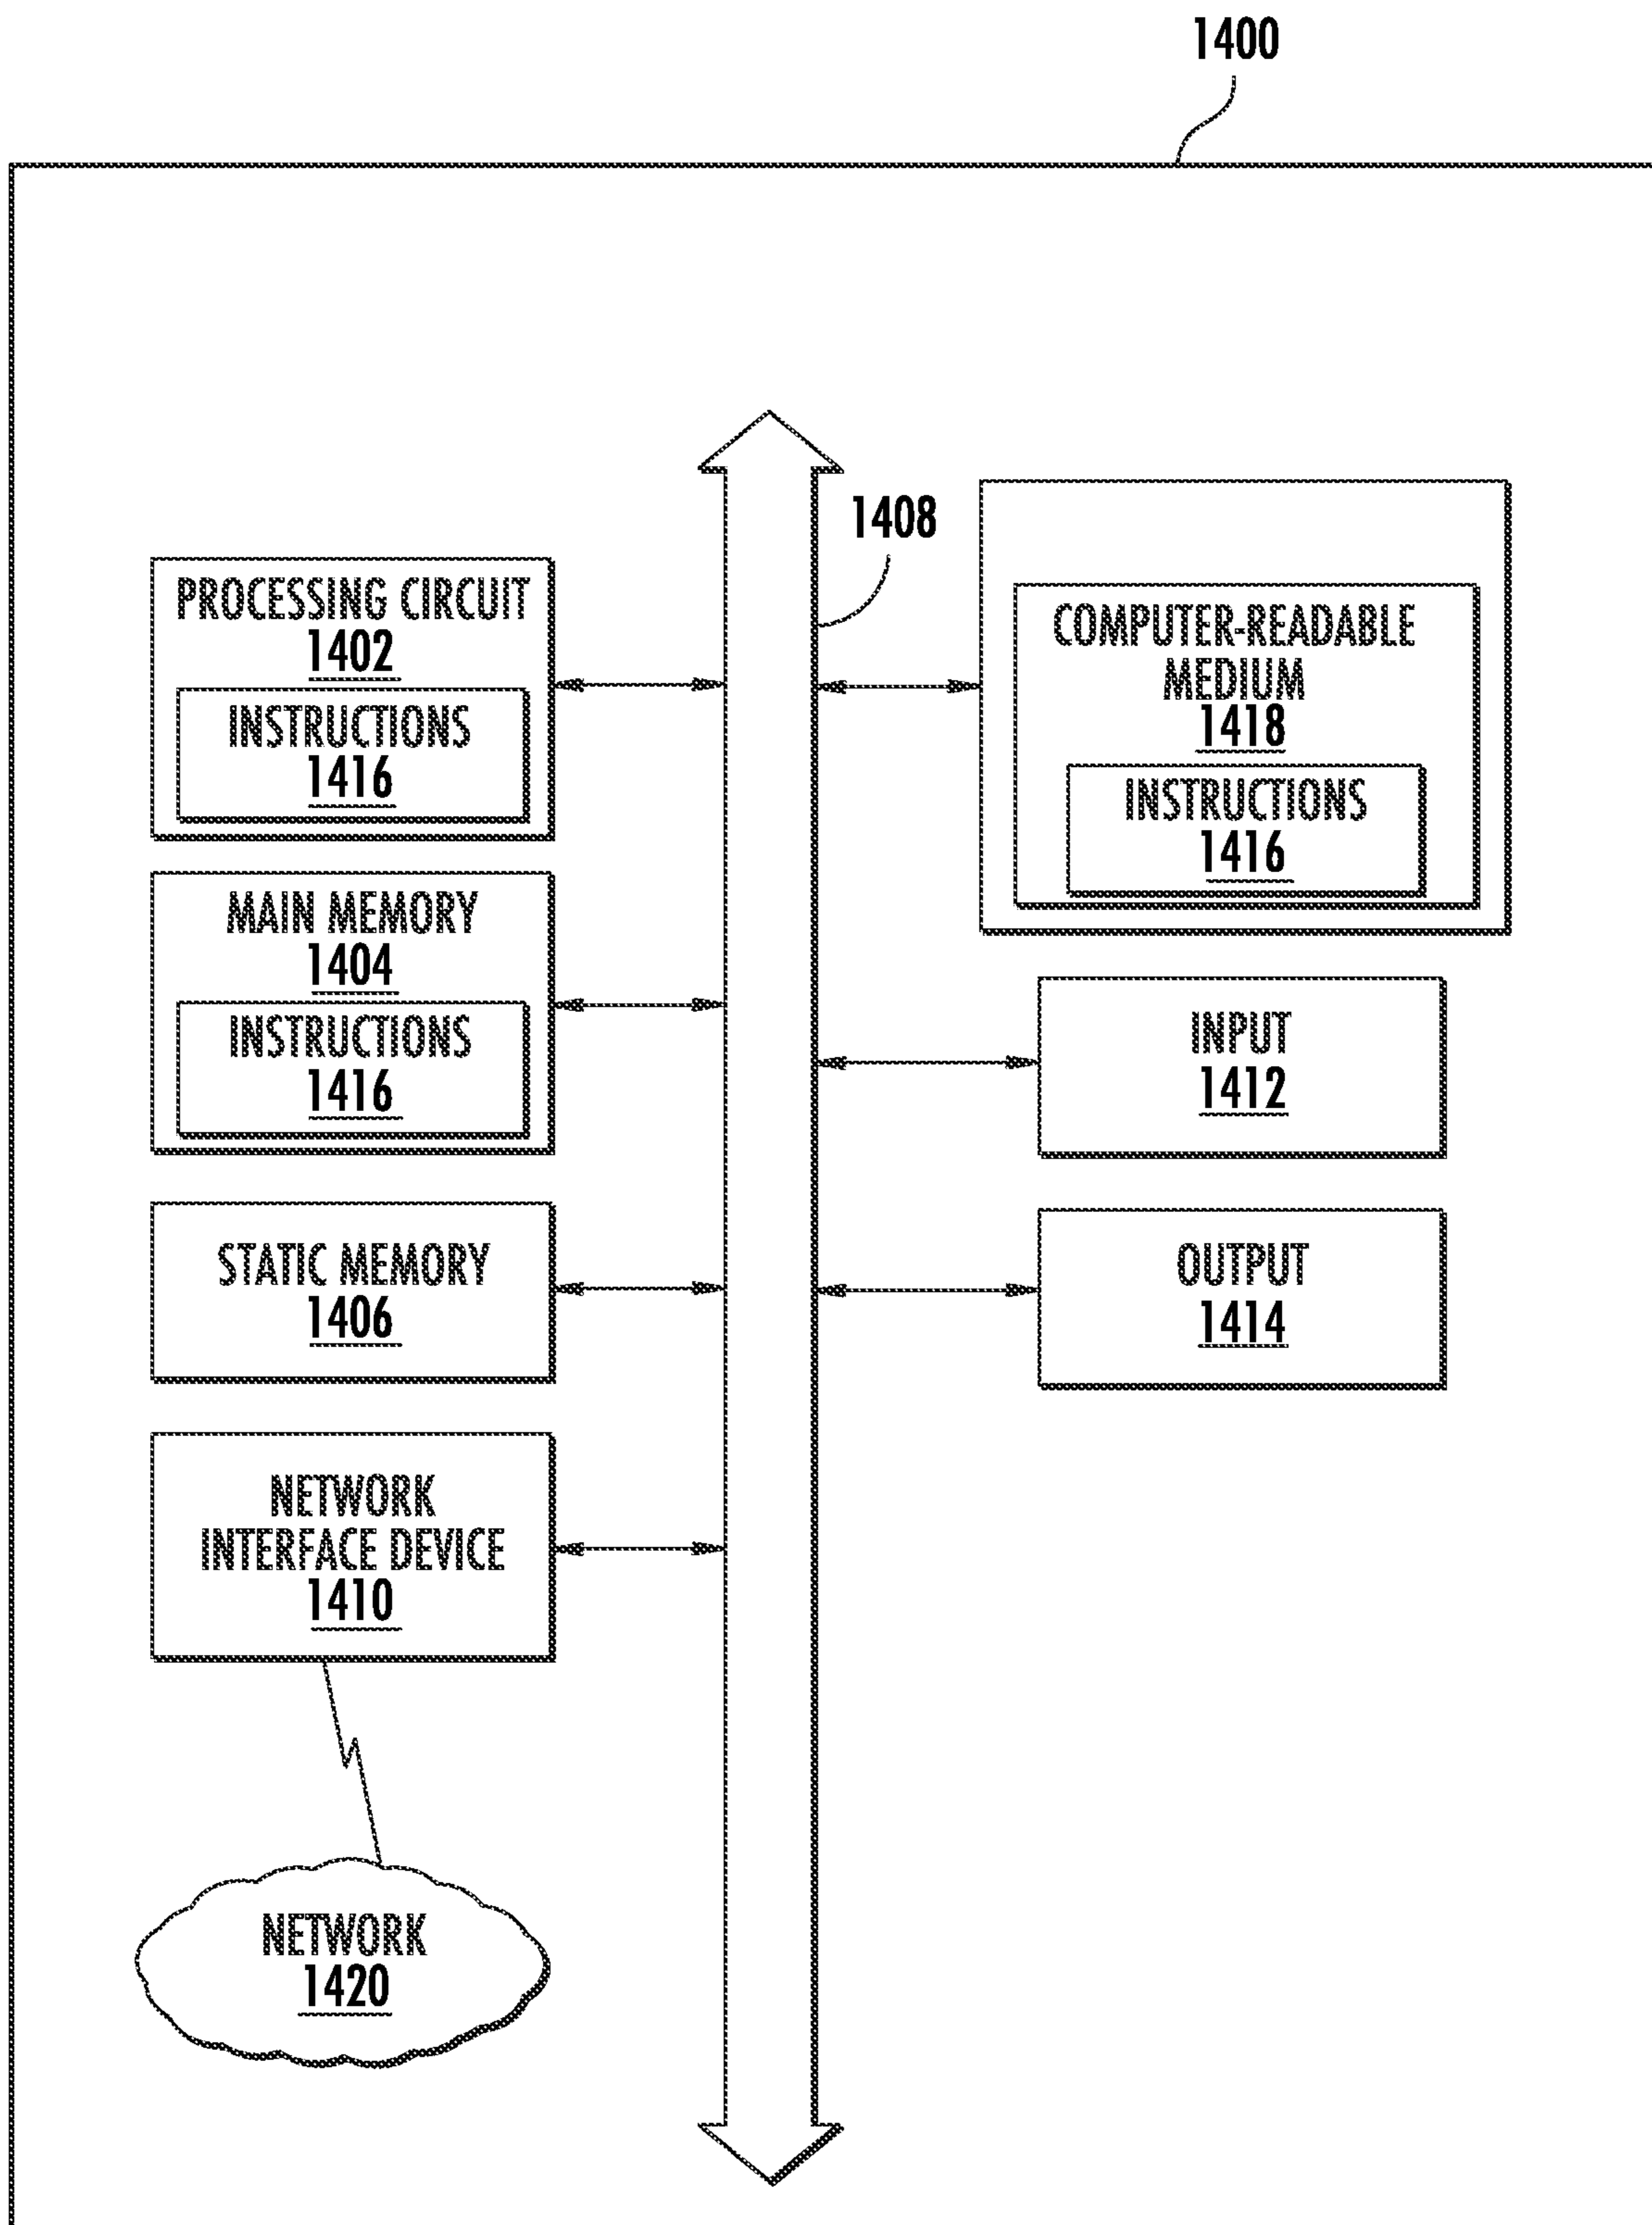 1400
1408
PROCESSING CIRCUIT
1402
INSTRUCTIONS
1416
MAIN MEMORY
1404
INSTRUCTIONS
1416
STATIC MEMORY
1406
NETWORK
INTERFACE DEVICE
1410
NETWORK
1420
COMPUTER-READABLE
MEDIUM
1418
INSTRUCTIONS
1416
INPUT
1412
OUTPUT
1414